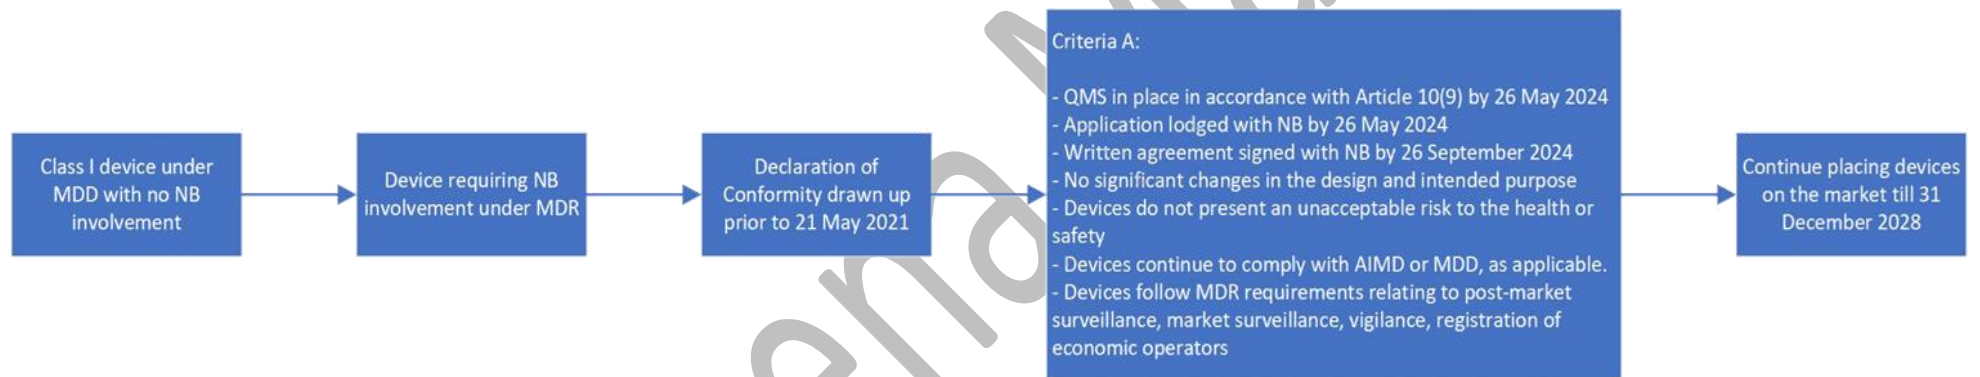 Class I device under
MDD with no NB
involvement
Device requiring NB
involvement under MDR
Declaration of
Conformity drawn up
prior to 21 May 2021
Criteria A:
- QMS in place in accordance with Article 10(9) by 26 May 2024
- Application lodged with NB by 26 May 2024
- Written agreement signed with NB by 26 September 2024
- No significant changes in the design and intended purpose
- Devices do not present an unacceptable risk to the health or
safety
- Devices continue to comply with AIMD or MDD, as applicable.
- Devices follow MDR requirements relating to post-market
surveillance, market surveillance, vigilance, registration of
economic operators
Continue placing devices
on the market till 31
December 2028